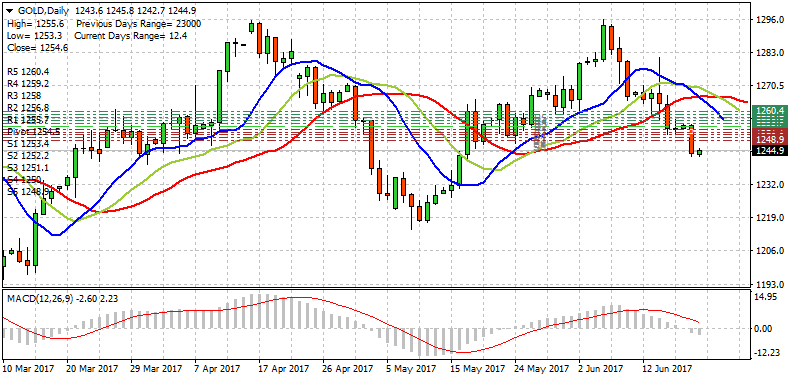 GOLD,Daily 1243.6 1245.8 1242.7 1244.9
High= 1255.6 Previous Days Range= 23000
Low= 1253.3 Current Days Range= 12.4
Close= 1254.6
R5 1260.4
R4 1259.2
R3 1258
R2 1256.8
R1 1255.7
Pivot 1254.5
S1 1253.4
S2 1252.2
S3 1251.1
S4 1250
S5 1248.9
1296.0
1283.0
1270.5
1260.4
1248.9
1244.9
1232.0
1219.0
1206.0
1193.0
MACD(12,26,9) -2.60 2.23
14.95
0.00
-12.23
10 Mar 2017
20 Mar 2017
29 Mar 2017
7 Apr 2017
17 Apr 2017
26 Apr 2017
5 May 2017
15 May 2017
24 May 2017
2 Jun 2017
12 Jun 2017